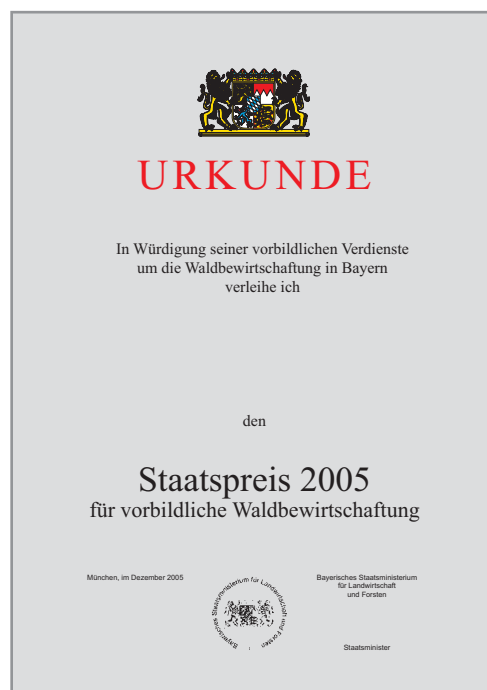 URKUNDE
In Würdigung seiner vorbildlichen Verdienste
um die Waldbewirtschaftung in Bayern
verleihe ich
den
Staatspreis 2005
für vorbildliche Waldbewirtschaftung
München, im Dezember 2005
Bayerisches Staatsministerium für Landwirtschaft und Forsten
Bayerisches Staatsministerium
für Landwirtschaft
und Forsten
Staatsminister